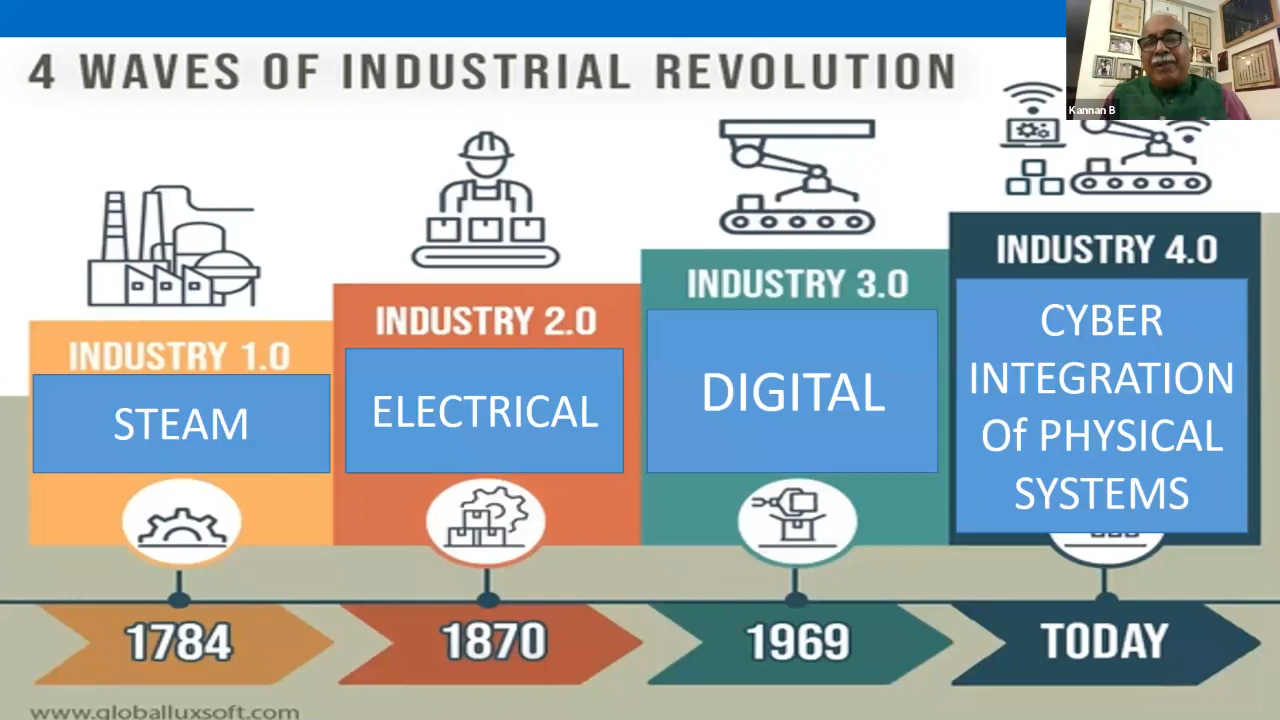 4 WAVES OF INDUSTRIAL REVOLUTION
Kannan B
INDUSTRY 1.0
STEAM
1784
INDUSTRY 2.0
ELECTRICAL
1870
INDUSTRY 3.0
DIGITAL
1969
INDUSTRY 4.0
CYBER
INTEGRATION
Of PHYSICAL
SYSTEMS
TODAY
www.globalluxsoft.com